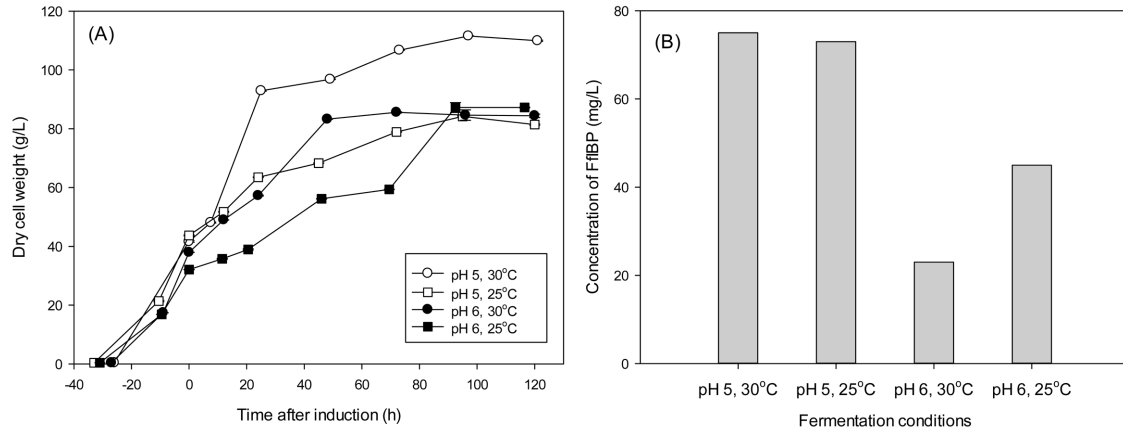 (A)
Dry cell weight (g/L)
120
100
80
60
40
20
0
-40
-20
0
20
40
60
80
100
120
Time after induction (h)
pH 5, 30°C
pH 5, 25°C
pH 6, 30°C
pH 6, 25°C
(B)
Concentration of FfIBP (mg/L)
80
60
40
20
0
pH 5, 30°C
pH 5, 25°C
pH 6, 30°C
pH 6, 25°C
Fermentation conditions